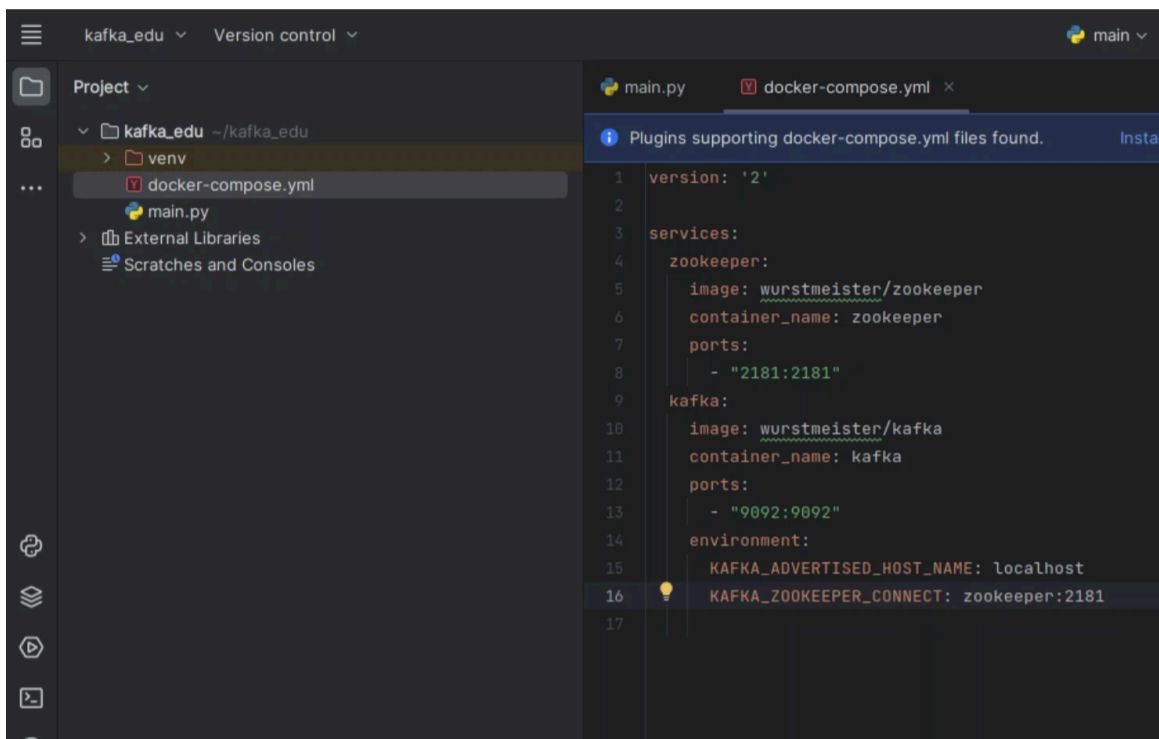 kafka_edu Version control main
Project
kafka_edu ~/kafka_edu
venv
docker-compose.yml
main.py
External Libraries
Scratches and Consoles
main.py docker-compose.yml
Plugins supporting docker-compose.yml files found. Insta
1 version: '2'
2
3 services:
4 zookeeper:
5 image: wurstmeister/zookeeper
6 container_name: zookeeper
7 ports:
8 - "2181:2181"
9 kafka:
10 image: wurstmeister/kafka
11 container_name: kafka
12 ports:
13 - "9092:9092"
14 environment:
15 KAFKA_ADVERTISED_HOST_NAME: localhost
16 KAFKA_ZOOKEEPER_CONNECT: zookeeper:2181
17